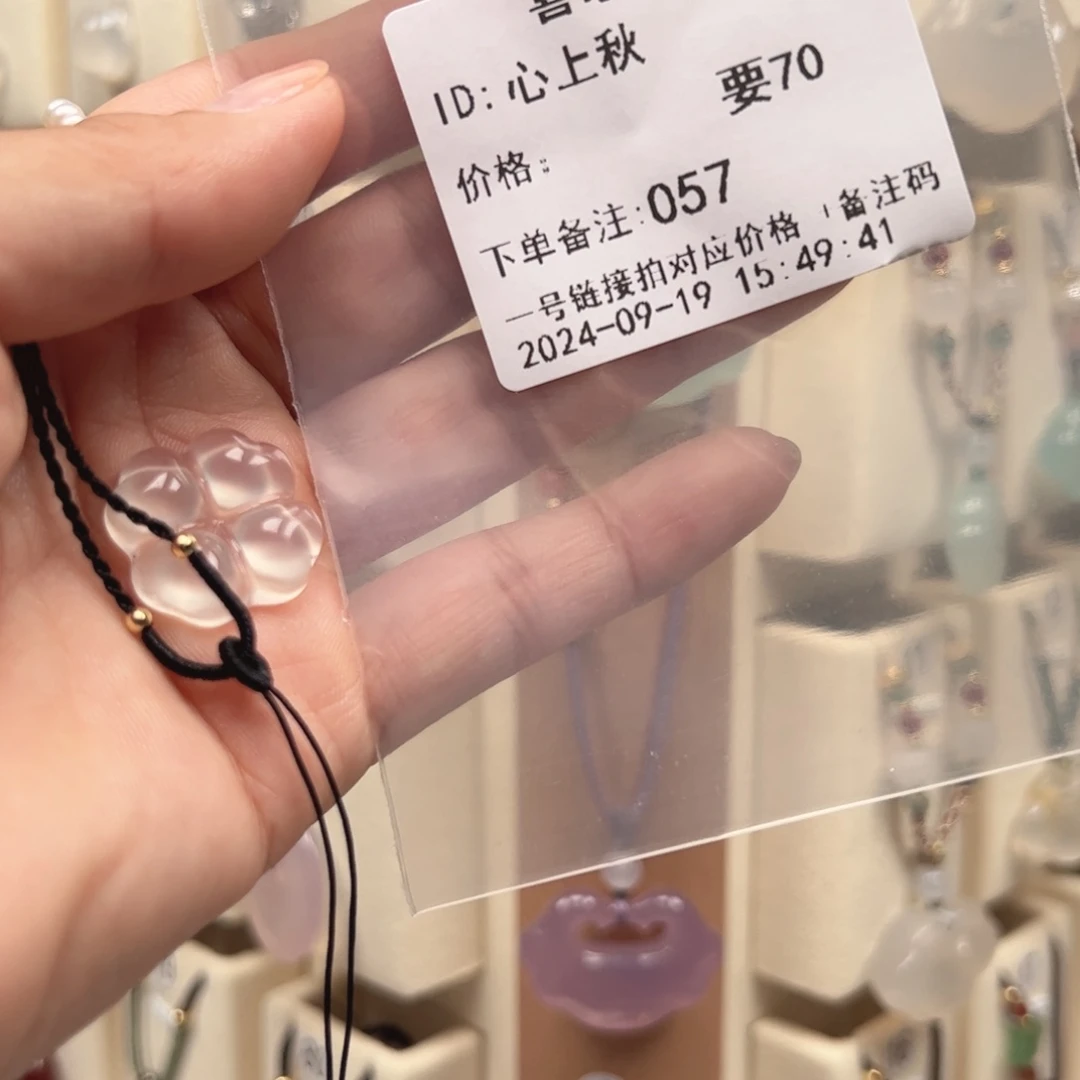 ID:心上秋
要70
价格:
下单备注:057
一号链接拍对应价格 '备注码
2024-09-19 15:49:41